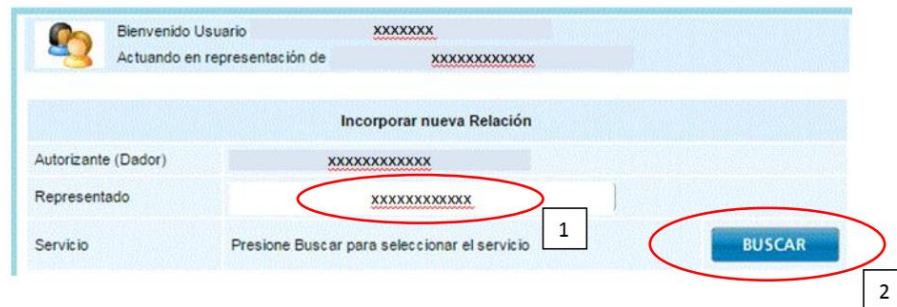 Bienvenido Usuario xxxxxxx
Actuando en representación de xxxxxxxxxxxx
Incorporar nueva Relación
Autorizante (Dador) xxxxxxxxxxxx
Representado xxxxxxxxxxxx
1
Servicio Presione Buscar para seleccionar el servicio BUSCAR
2